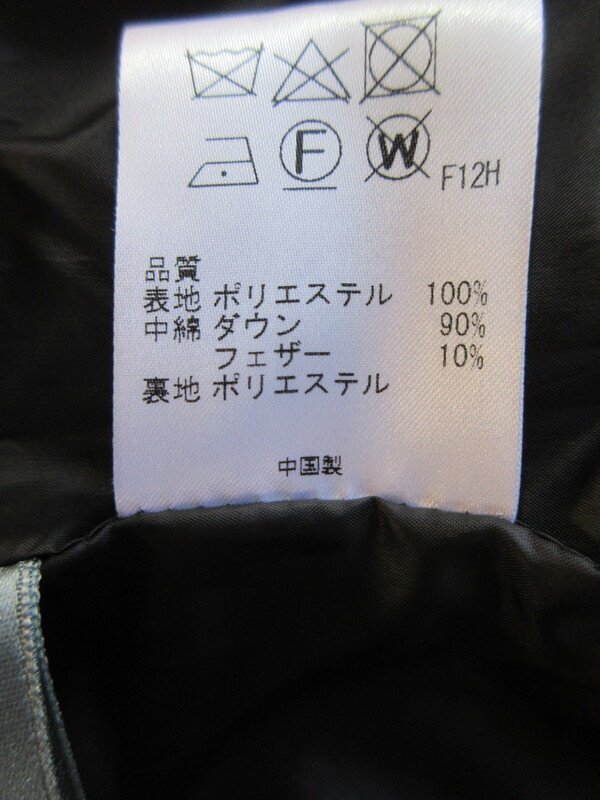 F W F12H
品質
表地 ポリエステル 100%
中綿 ダウン 90%
フェザー 10%
裏地 ポリエステル
中国製